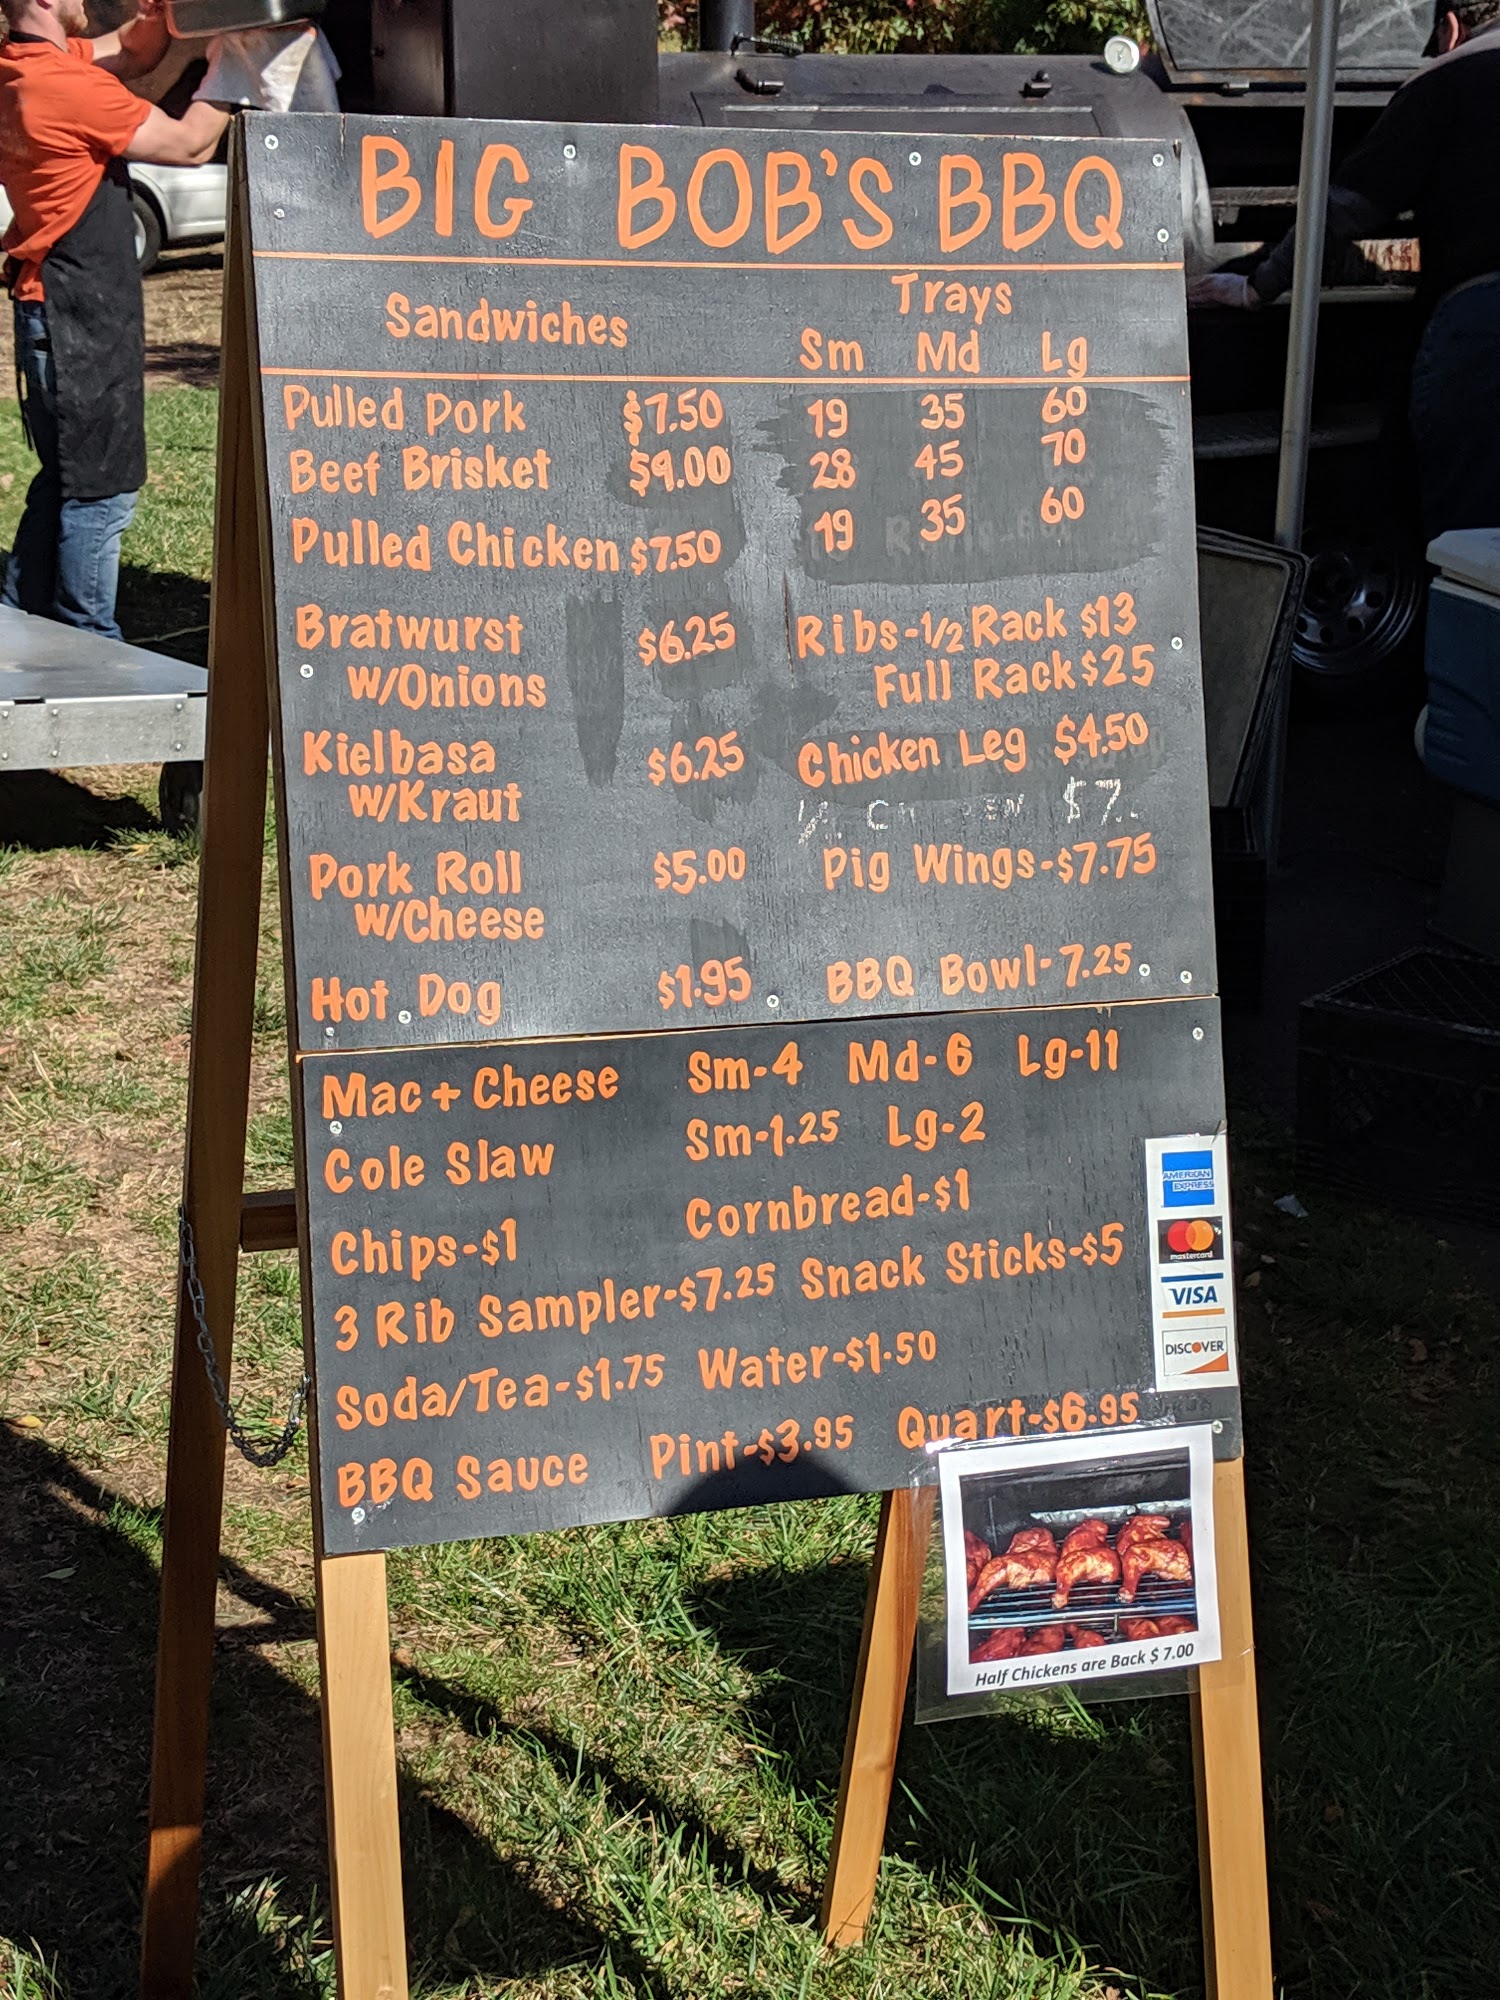 BIG BOB'S BBQ
Sandwiches
Trays
Sm Md Lg
Pulled Pork $7.50 19 35 60
Beef Brisket $9.00 28 45 70
Pulled Chicken $7.50 19 35 60
Bratwurst $6.25 Ribs-1/2 Rack $13
w/Onions Full Rack $25
Kielbasa $6.25 Chicken Leg $4.50
w/Kraut $7.
Pork Roll $5.00 Pig Wings-$7.75
w/Cheese
Hot Dog $1.95 BBQ Bowl-7.25
Mac + Cheese Sm-4 Md-6 Lg-11
Cole Slaw Sm-1.25 Lg-2
Chips-$1 Cornbread-$1
3 Rib Sampler-$7.25 Snack Sticks-$5
Soda/Tea-$1.75 Water-$1.50
BBQ Sauce Pint-$3.95 Quart-$6.95
AMERICAN
EXPRESS
mastercard
VISA
DISCOVER
Half Chickens are Back $ 7.00